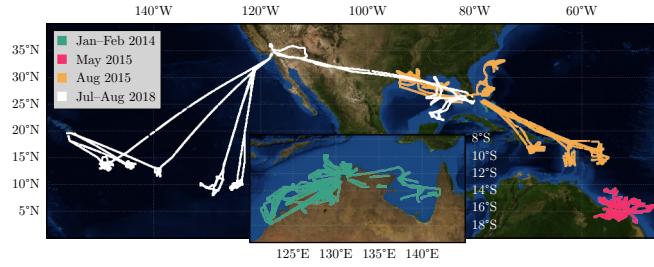 140°W 120°W 100°W 80°W 60°W
35°N
30°N
25°N
20°N
15°N
10°N
5°N
Jan–Feb 2014
May 2015
Aug 2015
Jul–Aug 2018
8°S
10°S
12°S
14°S
16°S
18°S
125°E 130°E 135°E 140°E